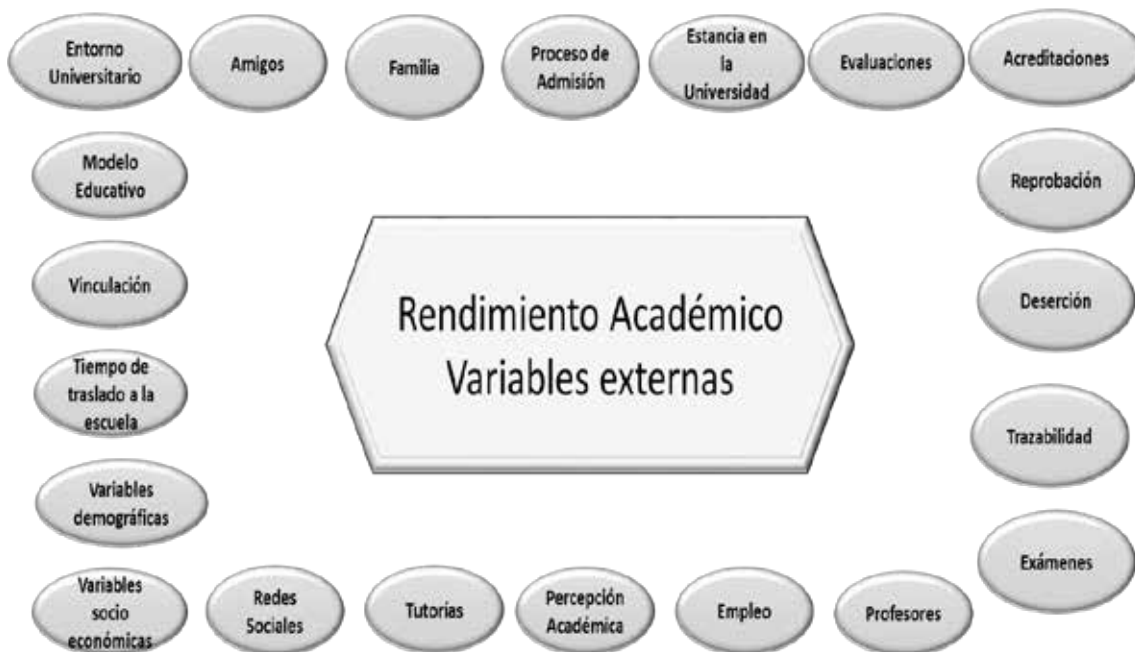 Entorno
Universitario
Amigos
Familia
Proceso de
Admisión
Estancia en
la
Universidad
Evaluaciones
Acreditaciones
Modelo
Educativo
Reprobación
Vinculación
Deserción
Rendimiento Académico
Variables externas
Tiempo de
traslado a la
escuela
Trazabilidad
Variables
demográficas
Exámenes
Variables
socio
económicas
Redes
Sociales
Tutorías
Percepción
Académica
Empleo
Profesores